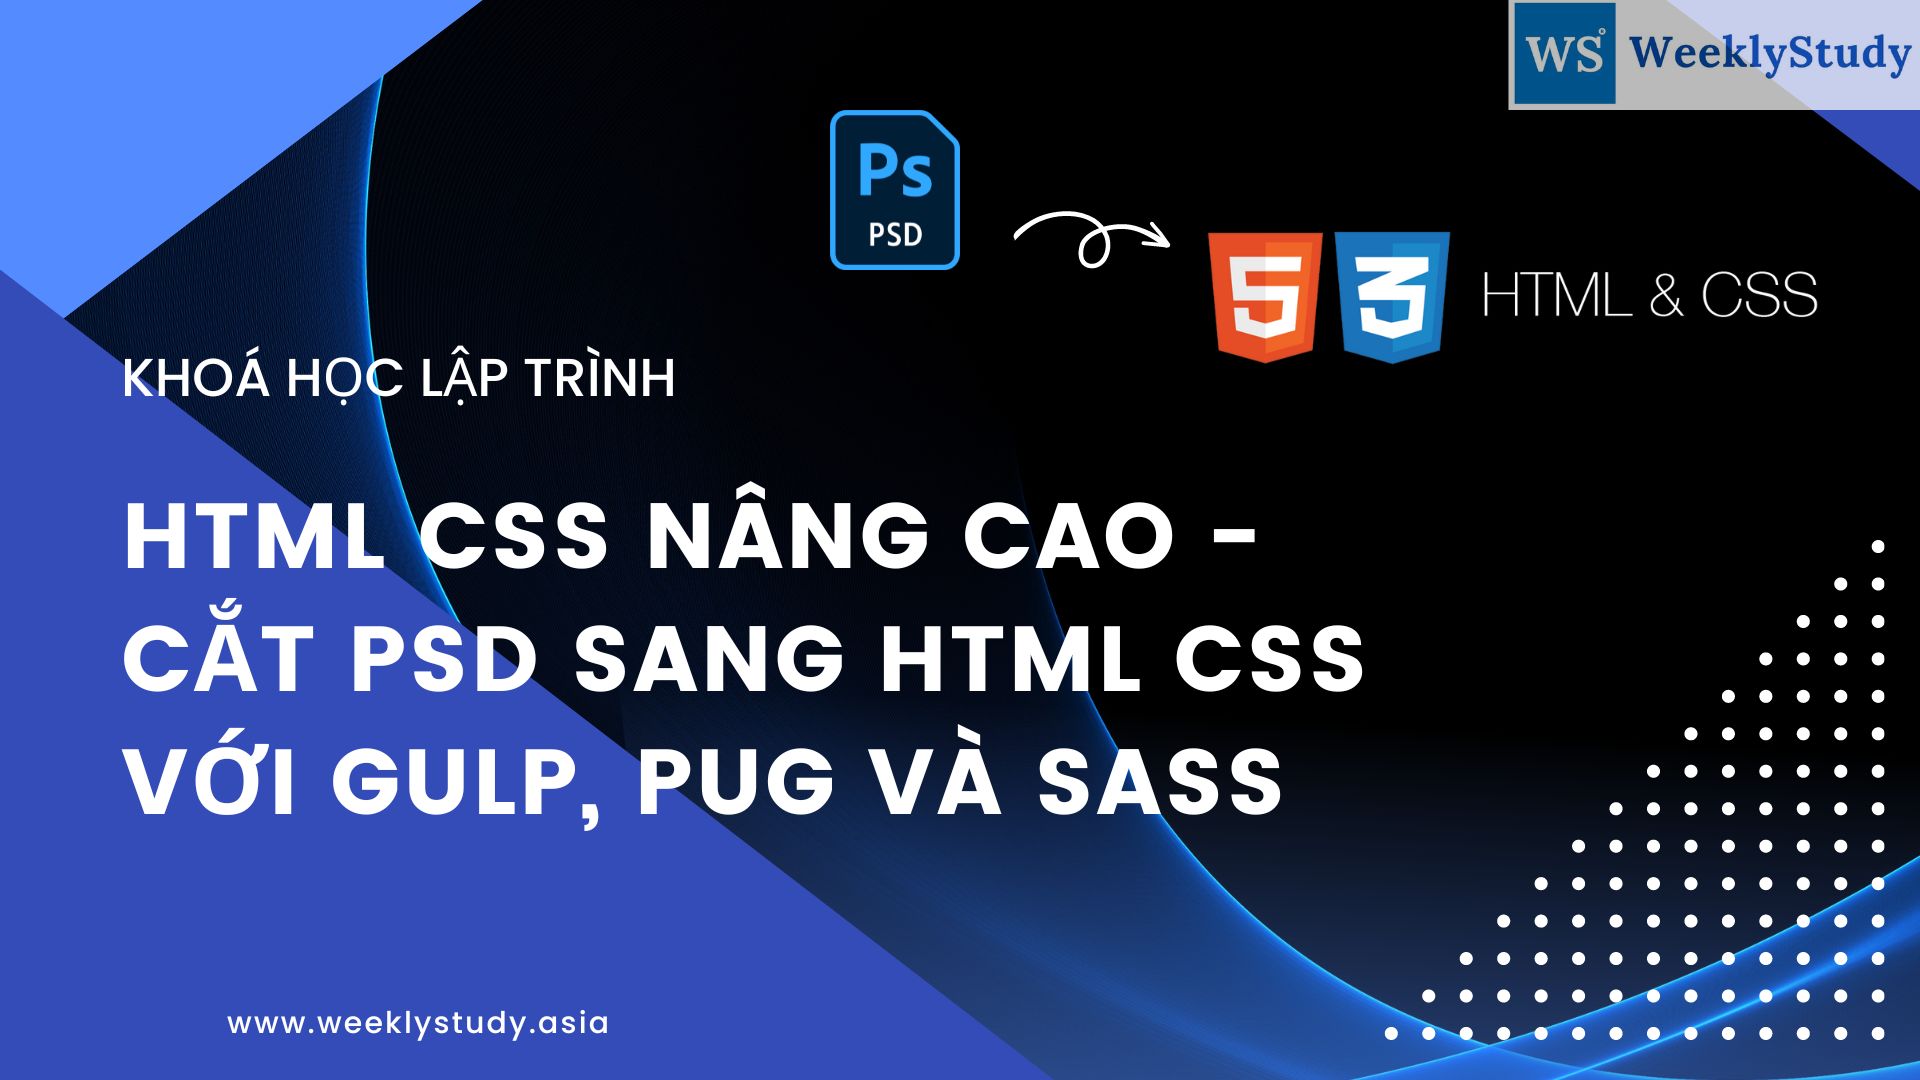 WS WeeklyStudy
Ps
PSD
5
3
HTML & CSS
KHOÁ HỌC LẬP TRÌNH
HTML CSS NÂNG CAO -
CẮT PSD SANG HTML CSS
VỚI GULP, PUG VÀ SASS
www.weeklystudy.asia